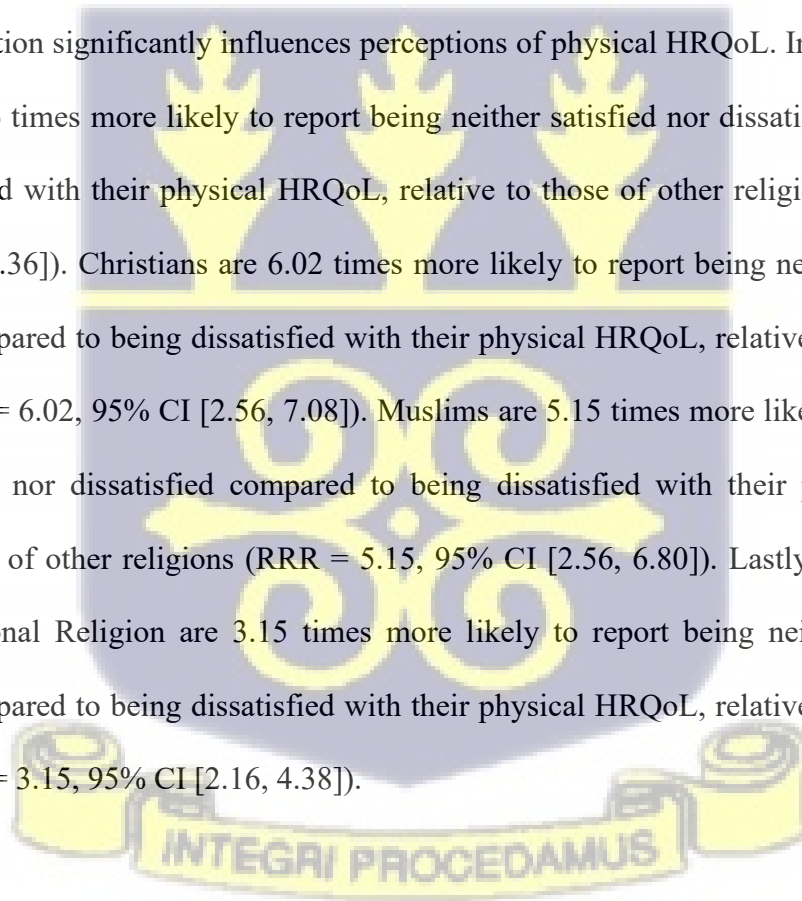 tion significantly influences perceptions of physical HRQoL. In
times more likely to report being neither satisfied nor dissati
d with their physical HRQoL, relative to those of other religi
.36]). Christians are 6.02 times more likely to report being ne
pared to being dissatisfied with their physical HRQoL, relative
= 6.02, 95% CI [2.56, 7.08]). Muslims are 5.15 times more like
nor dissatisfied compared to being dissatisfied with their
of other religions (RRR = 5.15, 95% CI [2.56, 6.80]). Lastly
onal Religion are 3.15 times more likely to report being nei
pared to being dissatisfied with their physical HRQoL, relative
= 3.15, 95% CI [2.16, 4.38]).
INTEGRI PROCEDAMUS